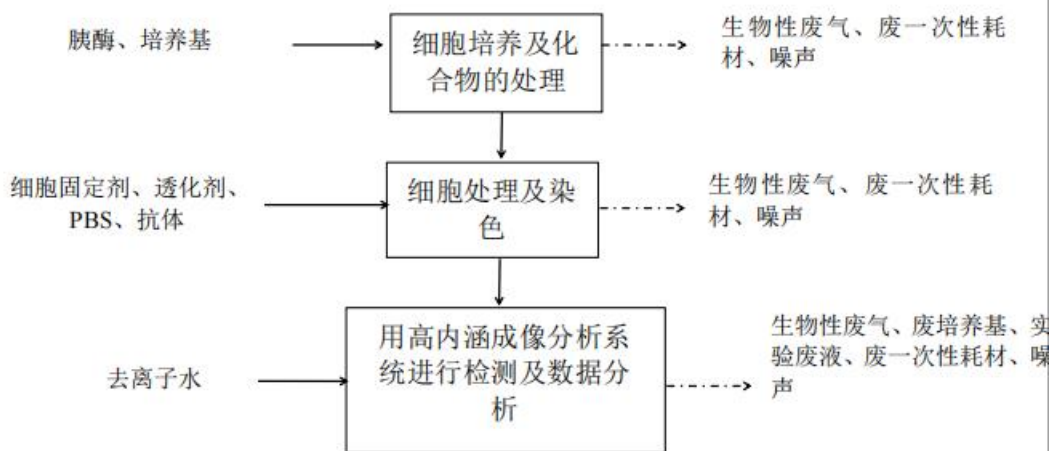 胰酶、培养基
细胞培养及化
合物的处理
生物性废气、废一次性耗
材、噪声
细胞固定剂、透化剂、
PBS、抗体
细胞处理及染
色
生物性废气、废一次性耗
材、噪声
去离子水
用高内涵成像分析系
统进行检测及数据分
析
生物性废气、废培养基、实
验废液、废一次性耗材、噪
声